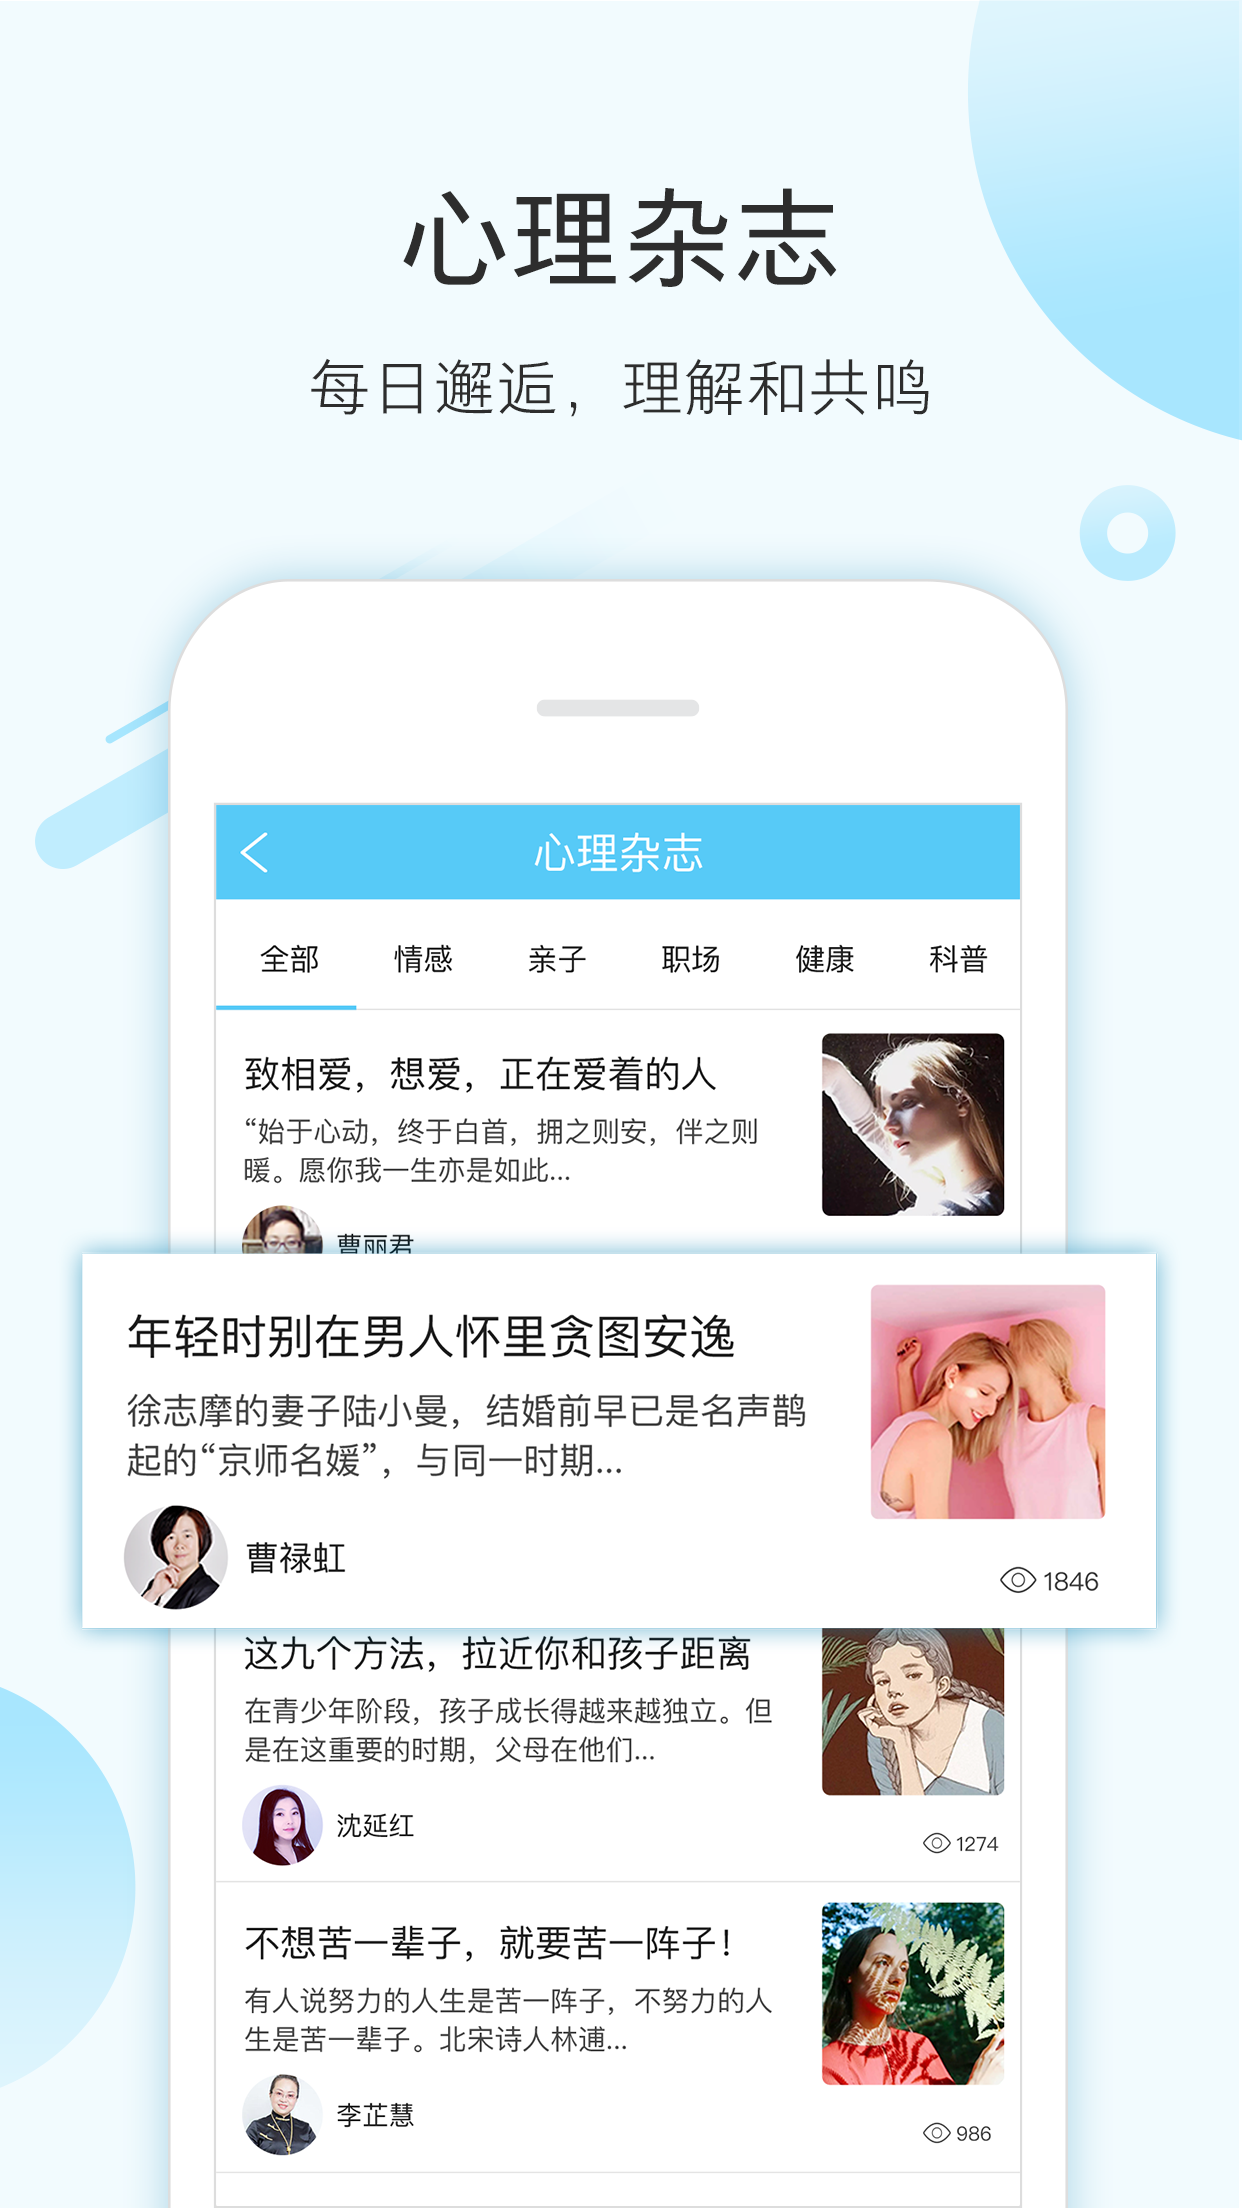 心理杂志
每日邂逅，理解和共鸣
心理杂志
全部 情感 亲子 职场 健康 科普
致相爱，想爱，正在爱着的人
“始于心动，终于白首，拥之则安，伴之则
暖。愿你我一生亦是如此...
曹丽君
年轻时别在男人怀里贪图安逸
徐志摩的妻子陆小曼，结婚前早已是名声鹊
起的“京师名媛”，与同一时期...
曹禄虹
1846
这九个方法，拉近你和孩子距离
在青少年阶段，孩子成长得越来越独立。但
是在这重要的时期，父母在他们...
沈延红
1274
不想苦一辈子，就要苦一阵子！
有人说努力的人生是苦一阵子，不努力的人
生是苦一辈子。北宋诗人林逋...
李芷慧
986